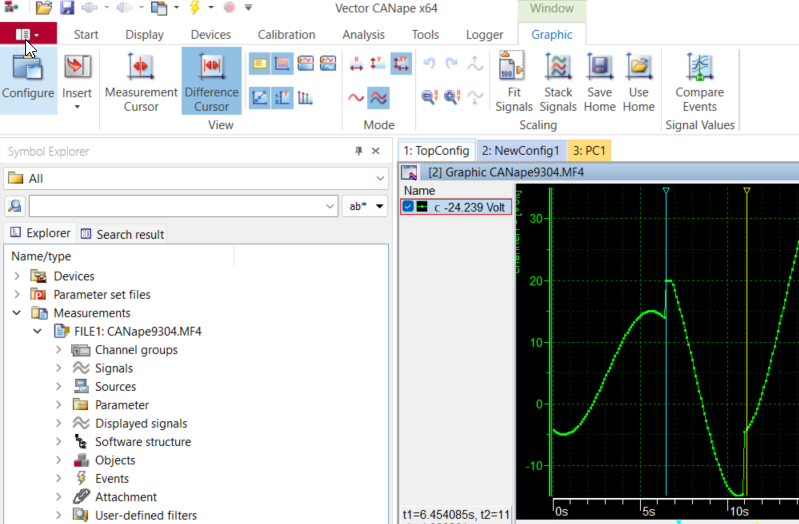 Vector CANape x64
Window
Start Display Devices Calibration Analysis Tools Logger Graphic
Configure
Insert
Measurement Cursor
Difference Cursor
Fit Signals
Stack Signals
Save Home
Use Home
Compare Events
View
Mode
Scaling
Signal Values
Symbol Explorer
1: TopConfig 2: NewConfig1 3: PC1
All
[2] Graphic CANape9304.MF4
Name
ab*
c -24.239 Volt
Explorer Search result
Name/type
Devices
Parameter set files
Measurements
FILE1: CANape9304.MF4
Channel groups
Signals
Sources
Parameter
Displayed signals
Software structure
Objects
Events
Attachment
User-defined filters
30
20
10
0
-10
0s 5s 10s
t1=6.454085s, t2=11